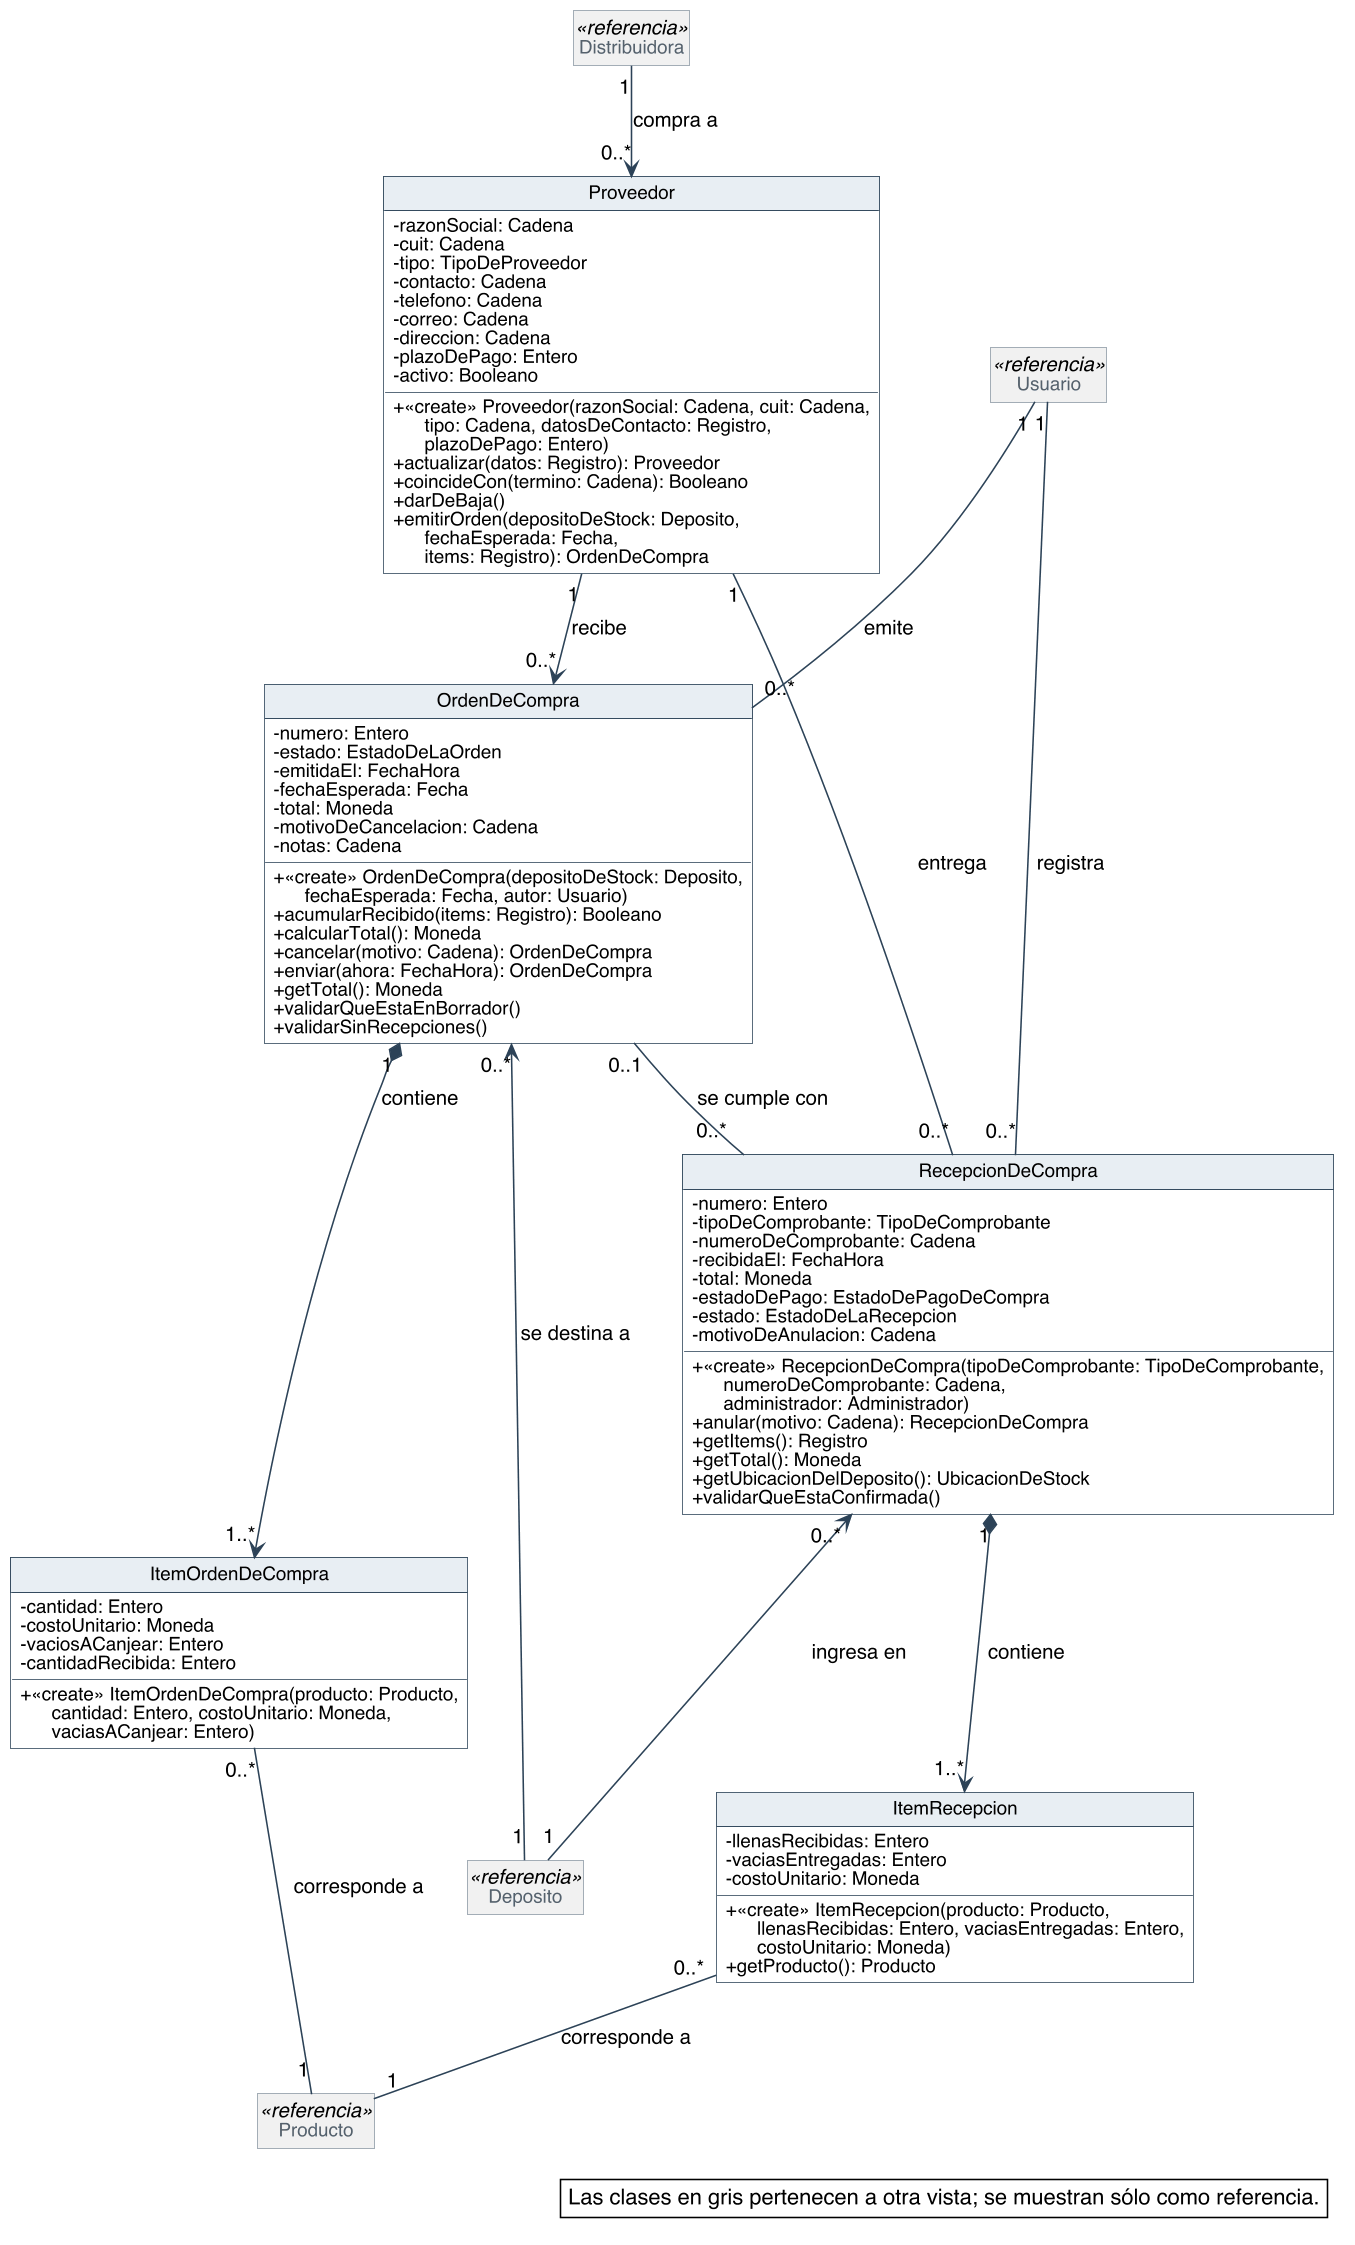 «referencia»
Distribuidora
1
compra a
0..*
Proveedor
-razonSocial: Cadena
-cuit: Cadena
-tipo: TipoDeProveedor
-contacto: Cadena
-telefono: Cadena
-correo: Cadena
-direccion: Cadena
-plazoDePago: Entero
-activo: Booleano
+«create» Proveedor(razonSocial: Cadena, cuit: Cadena,
tipo: Cadena, datosDeContacto: Registro,
plazoDePago: Entero)
+actualizar(datos: Registro): Proveedor
+coincideCon(termino: Cadena): Booleano
+darDeBaja()
+emitirOrden(depositoDeStock: Deposito,
fechaEsperada: Fecha,
items: Registro): OrdenDeCompra
«referencia»
Usuario
1 1
1
1
recibe
emite
0..*
0..*
OrdenDeCompra
-numero: Entero
-estado: EstadoDeLaOrden
-emitidaEl: FechaHora
-fechaEsperada: Fecha
-total: Moneda
-motivoDeCancelacion: Cadena
-notas: Cadena
+«create» OrdenDeCompra(depositoDeStock: Deposito,
fechaEsperada: Fecha, autor: Usuario)
+acumularRecibido(items: Registro): Booleano
+calcularTotal(): Moneda
+cancelar(motivo: Cadena): OrdenDeCompra
+enviar(ahora: FechaHora): OrdenDeCompra
+getTotal(): Moneda
+validarQueEstaEnBorrador()
+validarSinRecepciones()
entrega
registra
1
0..*
0..1
contiene
se cumple con
0..*
0..*
0..*
RecepcionDeCompra
-numero: Entero
-tipoDeComprobante: TipoDeComprobante
-numeroDeComprobante: Cadena
-recibidaEl: FechaHora
-total: Moneda
-estadoDePago: EstadoDePagoDeCompra
-estado: EstadoDeLaRecepcion
-motivoDeAnulacion: Cadena
+«create» RecepcionDeCompra(tipoDeComprobante: TipoDeComprobante,
numeroDeComprobante: Cadena,
administrador: Administrador)
+anular(motivo: Cadena): RecepcionDeCompra
+getItems(): Registro
+getTotal(): Moneda
+getUbicacionDelDeposito(): UbicacionDeStock
+validarQueEstaConfirmada()
se destina a
1..*
0..*
1
ItemOrdenDeCompra
-cantidad: Entero
-costoUnitario: Moneda
-vaciosACanjear: Entero
-cantidadRecibida: Entero
+«create» ItemOrdenDeCompra(producto: Producto,
cantidad: Entero, costoUnitario: Moneda,
vaciasACanjear: Entero)
ingresa en
contiene
0..*
1..*
1
1
ItemRecepcion
-llenasRecibidas: Entero
-vaciasEntregadas: Entero
-costoUnitario: Moneda
+«create» ItemRecepcion(producto: Producto,
llenasRecibidas: Entero, vaciasEntregadas: Entero,
costoUnitario: Moneda)
+getProducto(): Producto
«referencia»
Deposito
corresponde a
0..*
corresponde a
1
1
«referencia»
Producto
Las clases en gris pertenecen a otra vista; se muestran sólo como referencia.